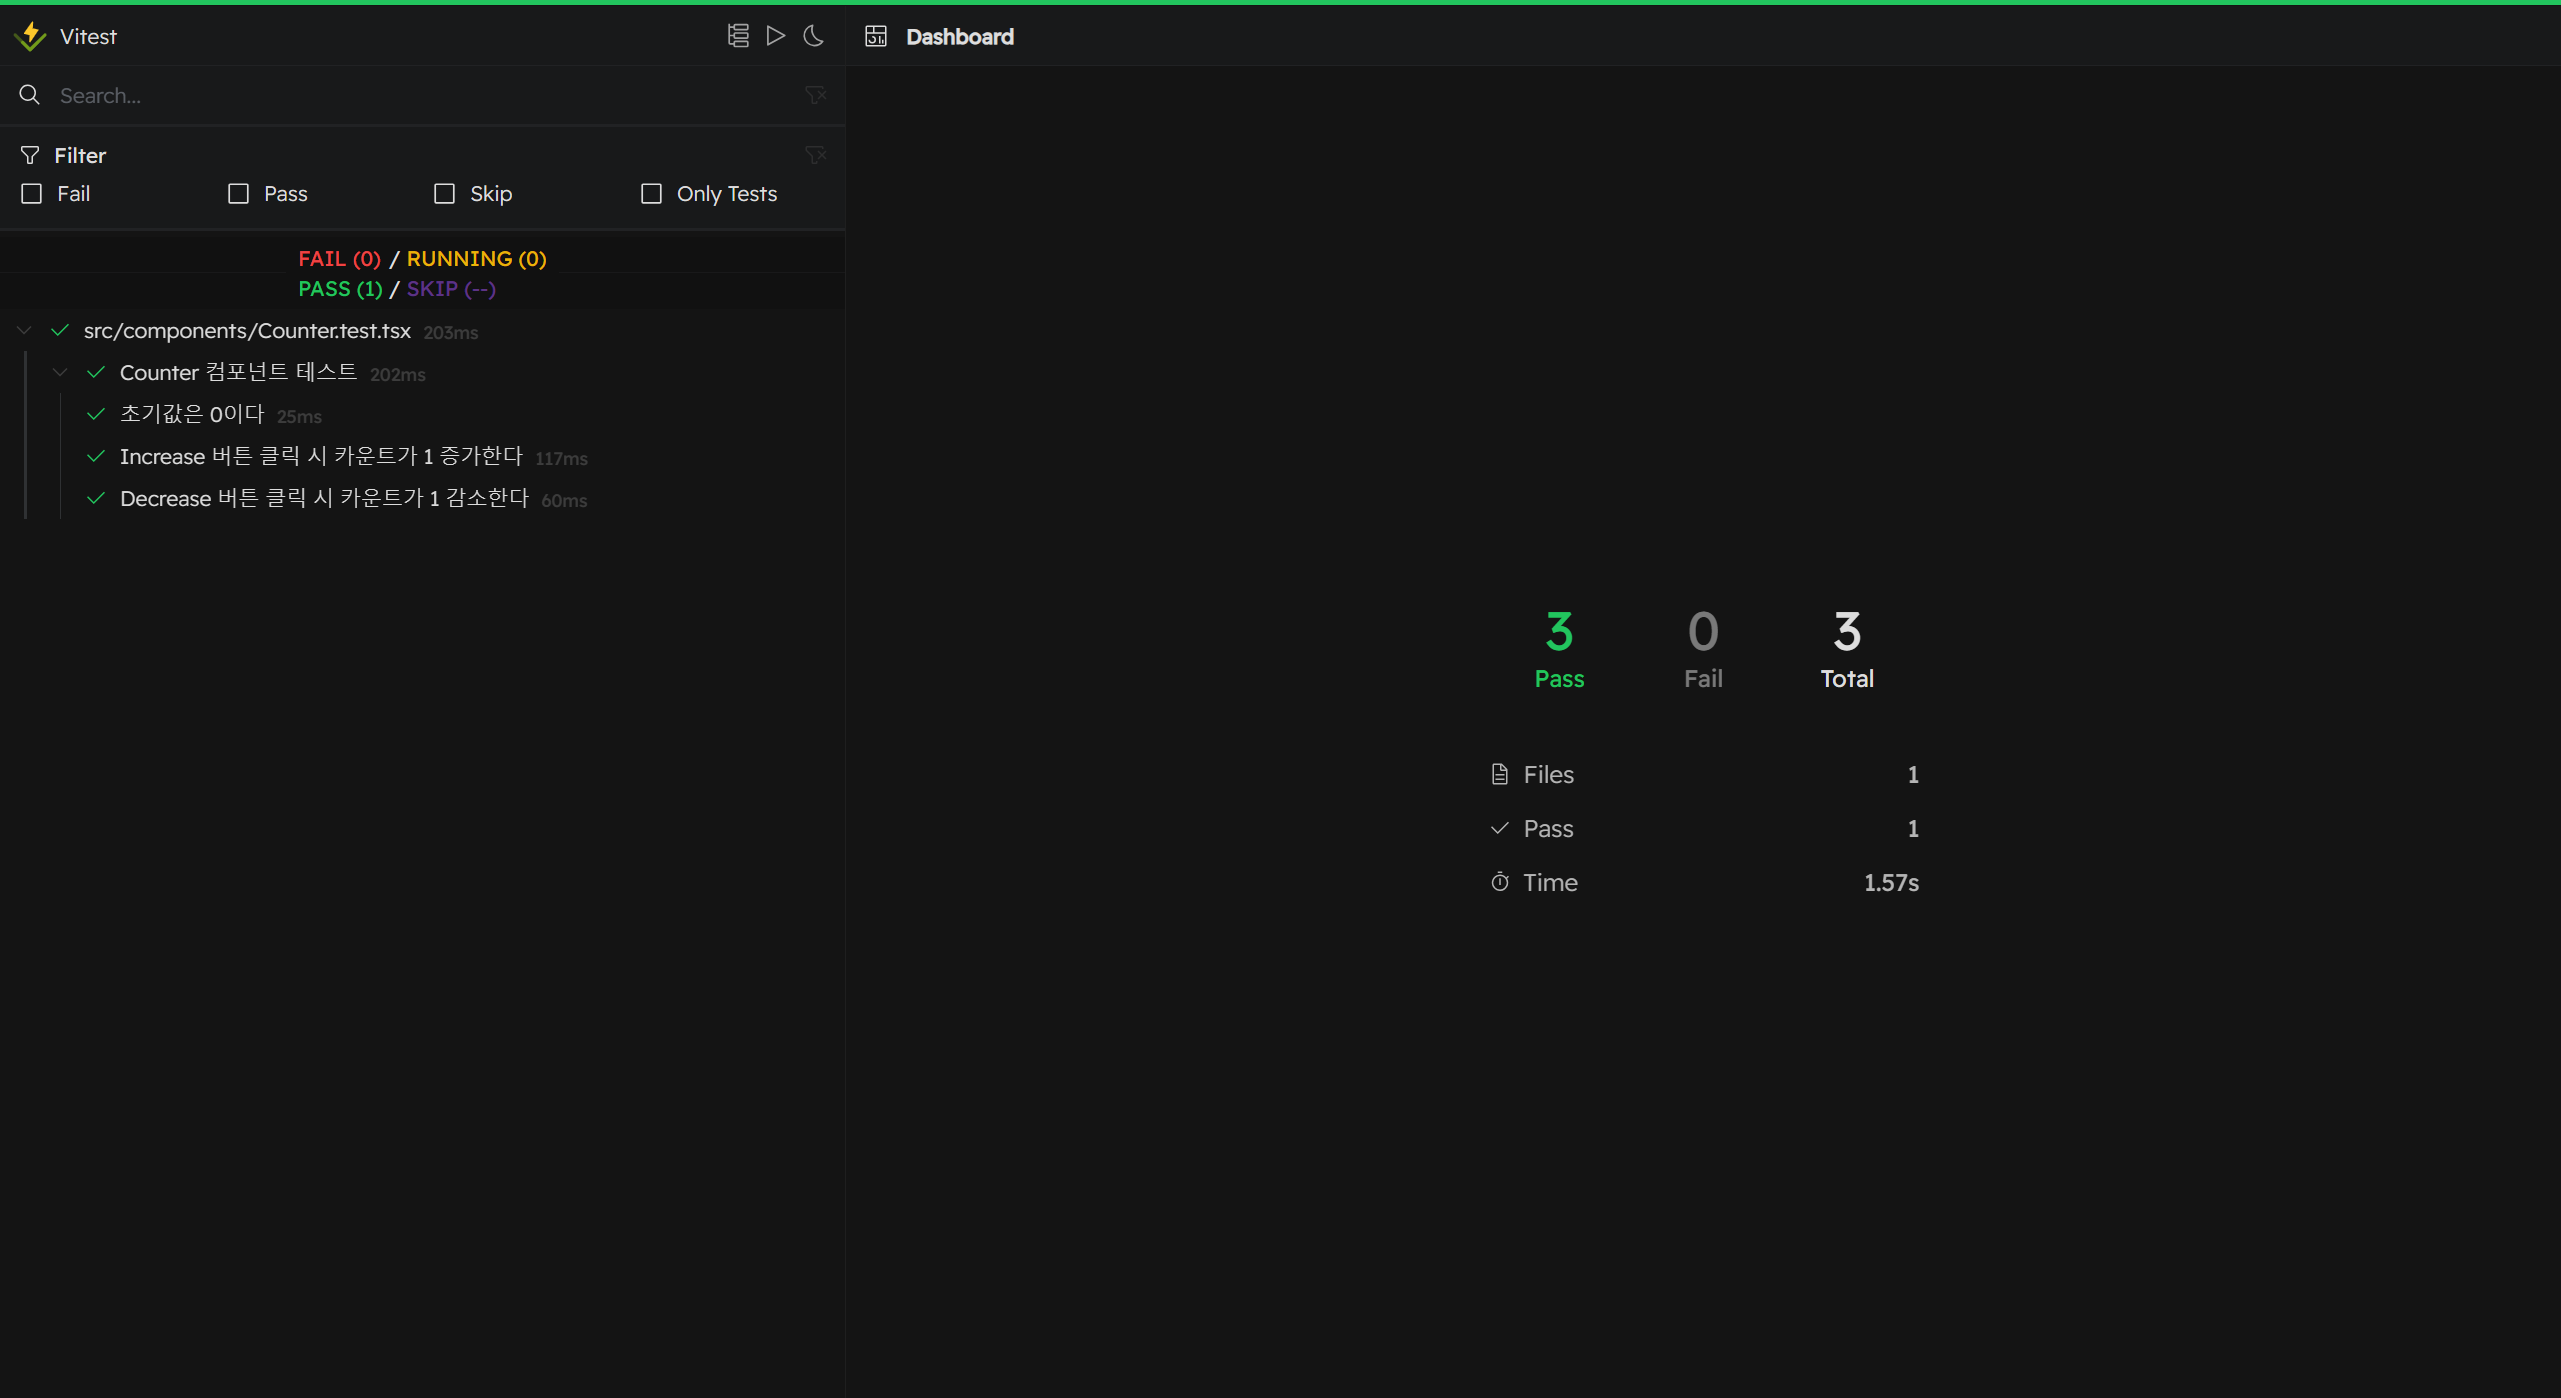 Vitest
Search...
Filter
Fail
Pass
Skip
Only Tests
FAIL (0) / RUNNING (0)
PASS (1) / SKIP (--)
src/components/Counter.test.tsx 203ms
Counter 컴포넌트 테스트 202ms
초기값은 0이다 25ms
Increase 버튼 클릭 시 카운트가 1 증가한다 117ms
Decrease 버튼 클릭 시 카운트가 1 감소한다 60ms
Dashboard
3 0 3
Pass Fail Total
Files 1
Pass 1
Time 1.57s